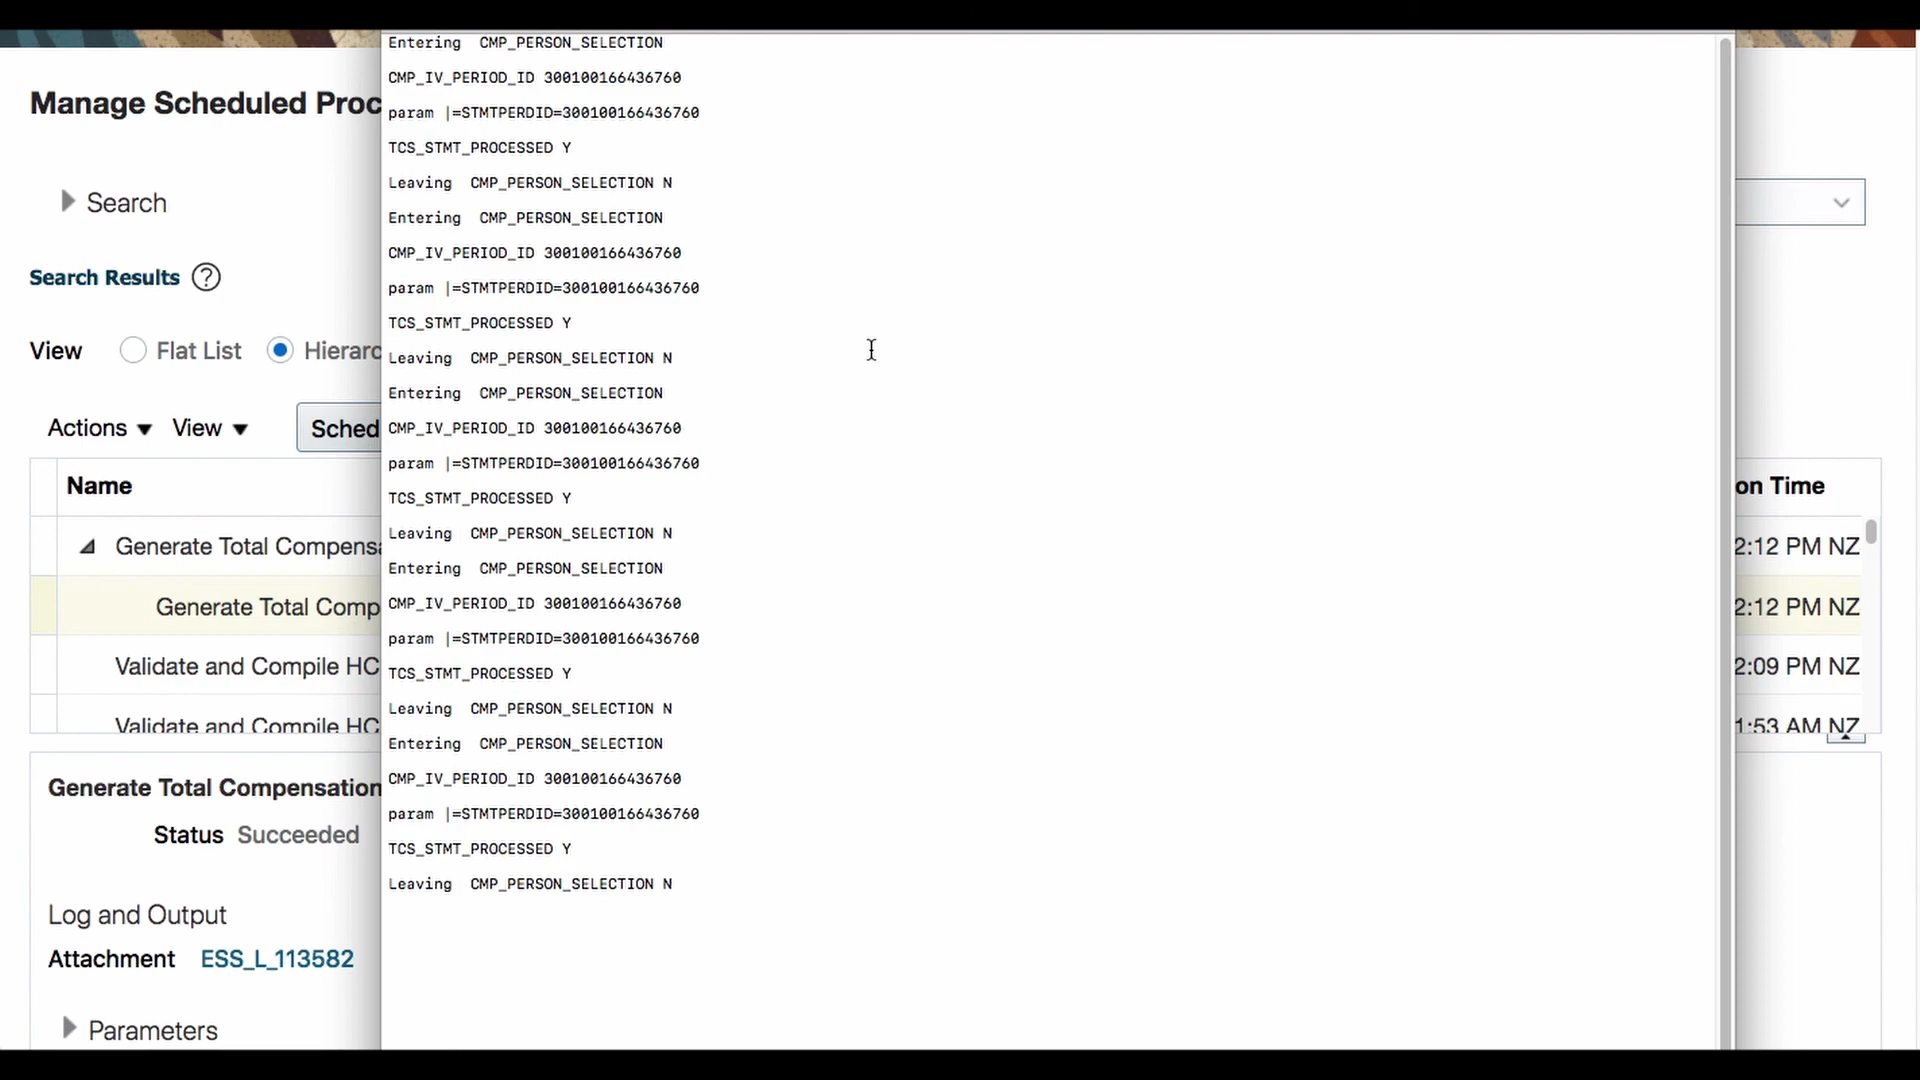 Manage Scheduled Proc
Search
Search Results ?
View Flat List Hierarc
Actions View Sched
Name
on Time
Generate Total Compensa
2:12 PM NZ
Generate Total Comp
2:12 PM NZ
Validate and Compile HC
2:09 PM NZ
Validate and Compile HC
1:53 AM NZ
Generate Total Compensation
Status Succeeded
Log and Output
Attachment ESS_L_113582
Parameters
Entering  CMP_PERSON_SELECTION
CMP_IV_PERIOD_ID 300100166436760
param |=STMTPERDID=300100166436760
TCS_STMT_PROCESSED Y
Leaving  CMP_PERSON_SELECTION N
Entering  CMP_PERSON_SELECTION
CMP_IV_PERIOD_ID 300100166436760
param |=STMTPERDID=300100166436760
TCS_STMT_PROCESSED Y
Leaving  CMP_PERSON_SELECTION N
Entering  CMP_PERSON_SELECTION
CMP_IV_PERIOD_ID 300100166436760
param |=STMTPERDID=300100166436760
TCS_STMT_PROCESSED Y
Leaving  CMP_PERSON_SELECTION N
Entering  CMP_PERSON_SELECTION
CMP_IV_PERIOD_ID 300100166436760
param |=STMTPERDID=300100166436760
TCS_STMT_PROCESSED Y
Leaving  CMP_PERSON_SELECTION N
Entering  CMP_PERSON_SELECTION
CMP_IV_PERIOD_ID 300100166436760
param |=STMTPERDID=300100166436760
TCS_STMT_PROCESSED Y
Leaving  CMP_PERSON_SELECTION N